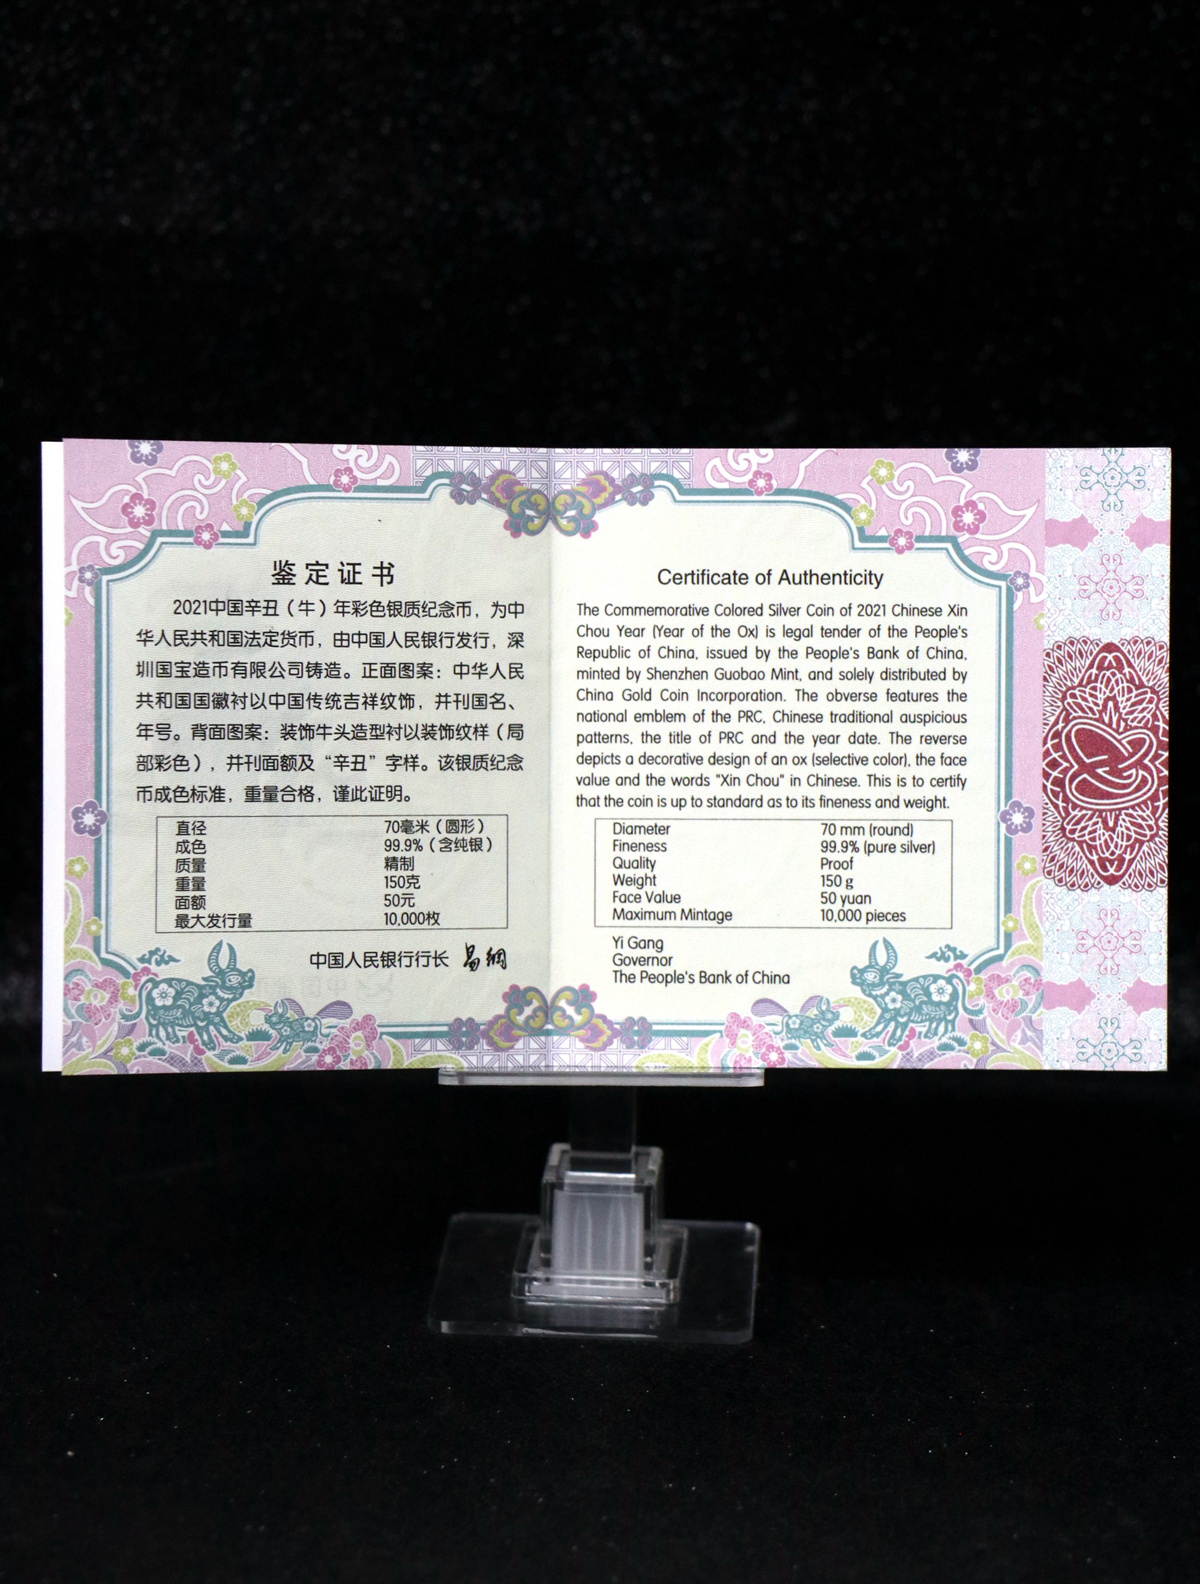 鉴定证书
2021中国辛丑（牛）年彩色银质纪念币，为中
华人民共和国法定货币，由中国人民银行发行，深
圳国宝造币有限公司铸造。正面图案：中华人民
共和国国徽衬以中国传统吉祥纹饰，并刊国名、
年号。背面图案：装饰牛头造型衬以装饰纹样（局
部彩色），并刊面额及“辛丑”字样。该银质纪念
币成色标准，重量合格，谨此证明。
直径 70毫米（圆形）
成色 99.9%（含纯银）
质量 精制
重量 150克
面额 50元
最大发行量 10,000枚
中国人民银行行长 易纲
Certificate of Authenticity
The Commemorative Colored Silver Coin of 2021 Chinese Xin
Chou Year (Year of the Ox) is legal tender of the People's
Republic of China, issued by the People's Bank of China,
minted by Shenzhen Guobao Mint, and solely distributed by
China Gold Coin Incorporation. The obverse features the
national emblem of the PRC, Chinese traditional auspicious
patterns, the title of PRC and the year date. The reverse
depicts a decorative design of an ox (selective color), the face
value and the words "Xin Chou" in Chinese. This is to certify
that the coin is up to standard as to its fineness and weight.
Diameter 70 mm (round)
Fineness 99.9% (pure silver)
Quality Proof
Weight 150 g
Face Value 50 yuan
Maximum Mintage 10,000 pieces
Yi Gang
Governor
The People's Bank of China